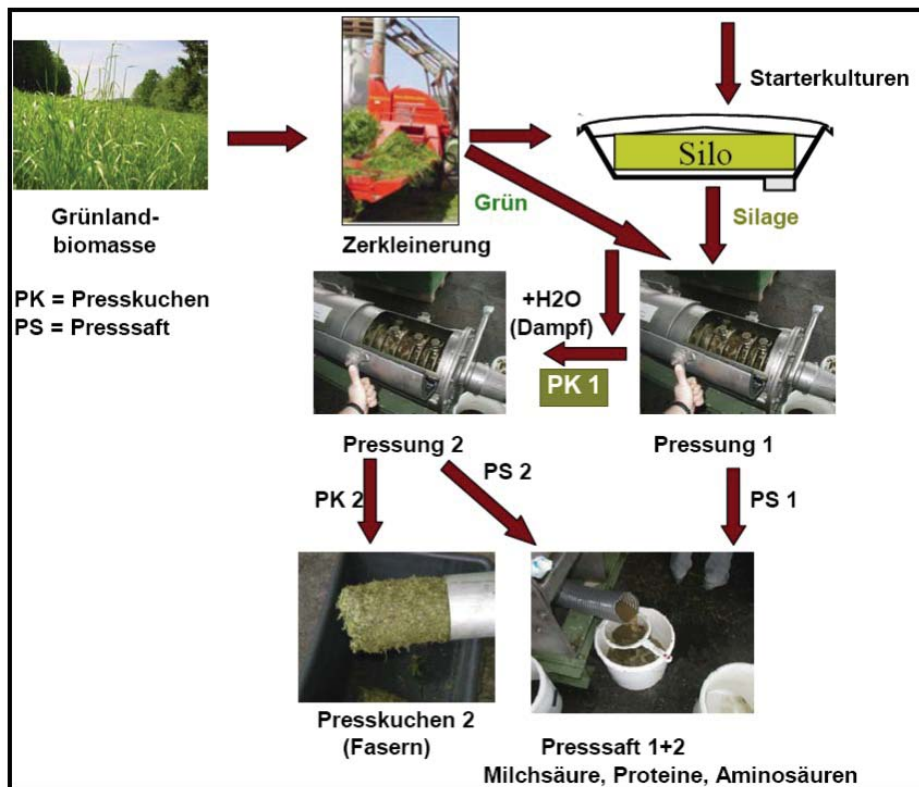 Starterkulturen
Silo
Grün
Silage
Grünland-
biomasse
Zerkleinerung
PK = Presskuchen
PS = Presssaft
+H2O
(Dampf)
PK 1
Pressung 2
Pressung 1
PK 2
PS 2
PS 1
Presskuchen 2
(Fasern)
Presssaft 1+2
Milchsäure, Proteine, Aminosäuren